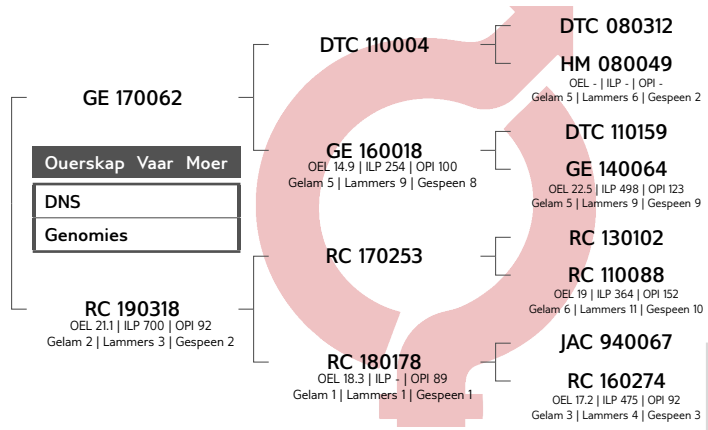 GE 170062
Ouerskap Vaar Moer
DNS
Genomies
RC 190318
OEL 21.1 | ILP 700 | OPI 92
Gelam 2 | Lammers 3 | Gespeen 2
DTC 110004
GE 160018
OEL 14.9 | ILP 254 | OPI 100
Gelam 5 | Lammers 9 | Gespeen 8
RC 170253
RC 180178
OEL 18.3 | ILP - | OPI 89
Gelam 1 | Lammers 1 | Gespeen 1
DTC 080312
HM 080049
OEL - | ILP - | OPI -
Gelam 5 | Lammers 6 | Gespeen 2
DTC 110159
GE 140064
OEL 22.5 | ILP 498 | OPI 123
Gelam 5 | Lammers 9 | Gespeen 9
RC 130102
RC 110088
OEL 19 | ILP 364 | OPI 152
Gelam 6 | Lammers 11 | Gespeen 10
JAC 940067
RC 160274
OEL 17.2 | ILP 475 | OPI 92
Gelam 3 | Lammers 4 | Gespeen 3